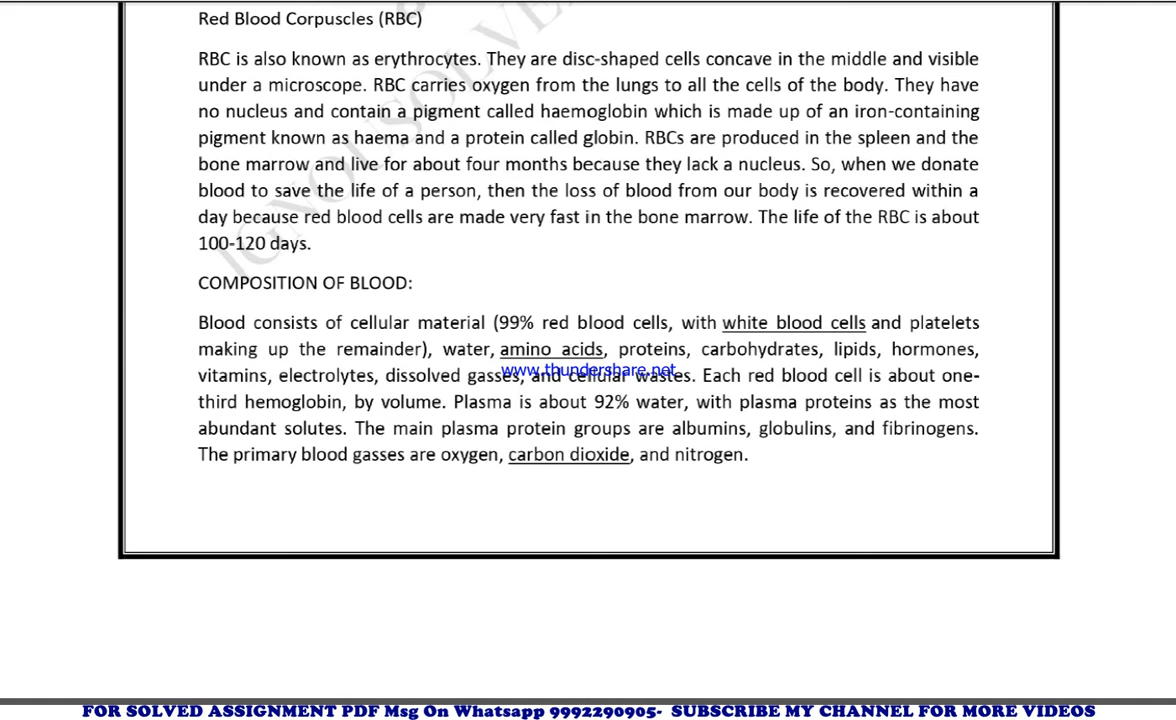 Red Blood Corpuscles (RBC)
RBC is also known as erythrocytes. They are disc-shaped cells concave in the middle and visible
under a microscope. RBC carries oxygen from the lungs to all the cells of the body. They have
no nucleus and contain a pigment called haemoglobin which is made up of an iron-containing
pigment known as haema and a protein called globin. RBCs are produced in the spleen and the
bone marrow and live for about four months because they lack a nucleus. So, when we donate
blood to save the life of a person, then the loss of blood from our body is recovered within a
day because red blood cells are made very fast in the bone marrow. The life of the RBC is about
100-120 days.
COMPOSITION OF BLOOD:
Blood consists of cellular material (99% red blood cells, with white blood cells and platelets
making up the remainder), water, amino acids, proteins, carbohydrates, lipids, hormones,
www.thundershare.net
vitamins, electrolytes, dissolved gasses, and cellular wastes. Each red blood cell is about one-
third hemoglobin, by volume. Plasma is about 92% water, with plasma proteins as the most
abundant solutes. The main plasma protein groups are albumins, globulins, and fibrinogens.
The primary blood gasses are oxygen, carbon dioxide, and nitrogen.
FOR SOLVED ASSIGNMENT PDF Msg On Whatsapp 9992290905- SUBSCRIBE MY CHANNEL FOR MORE VIDEOS